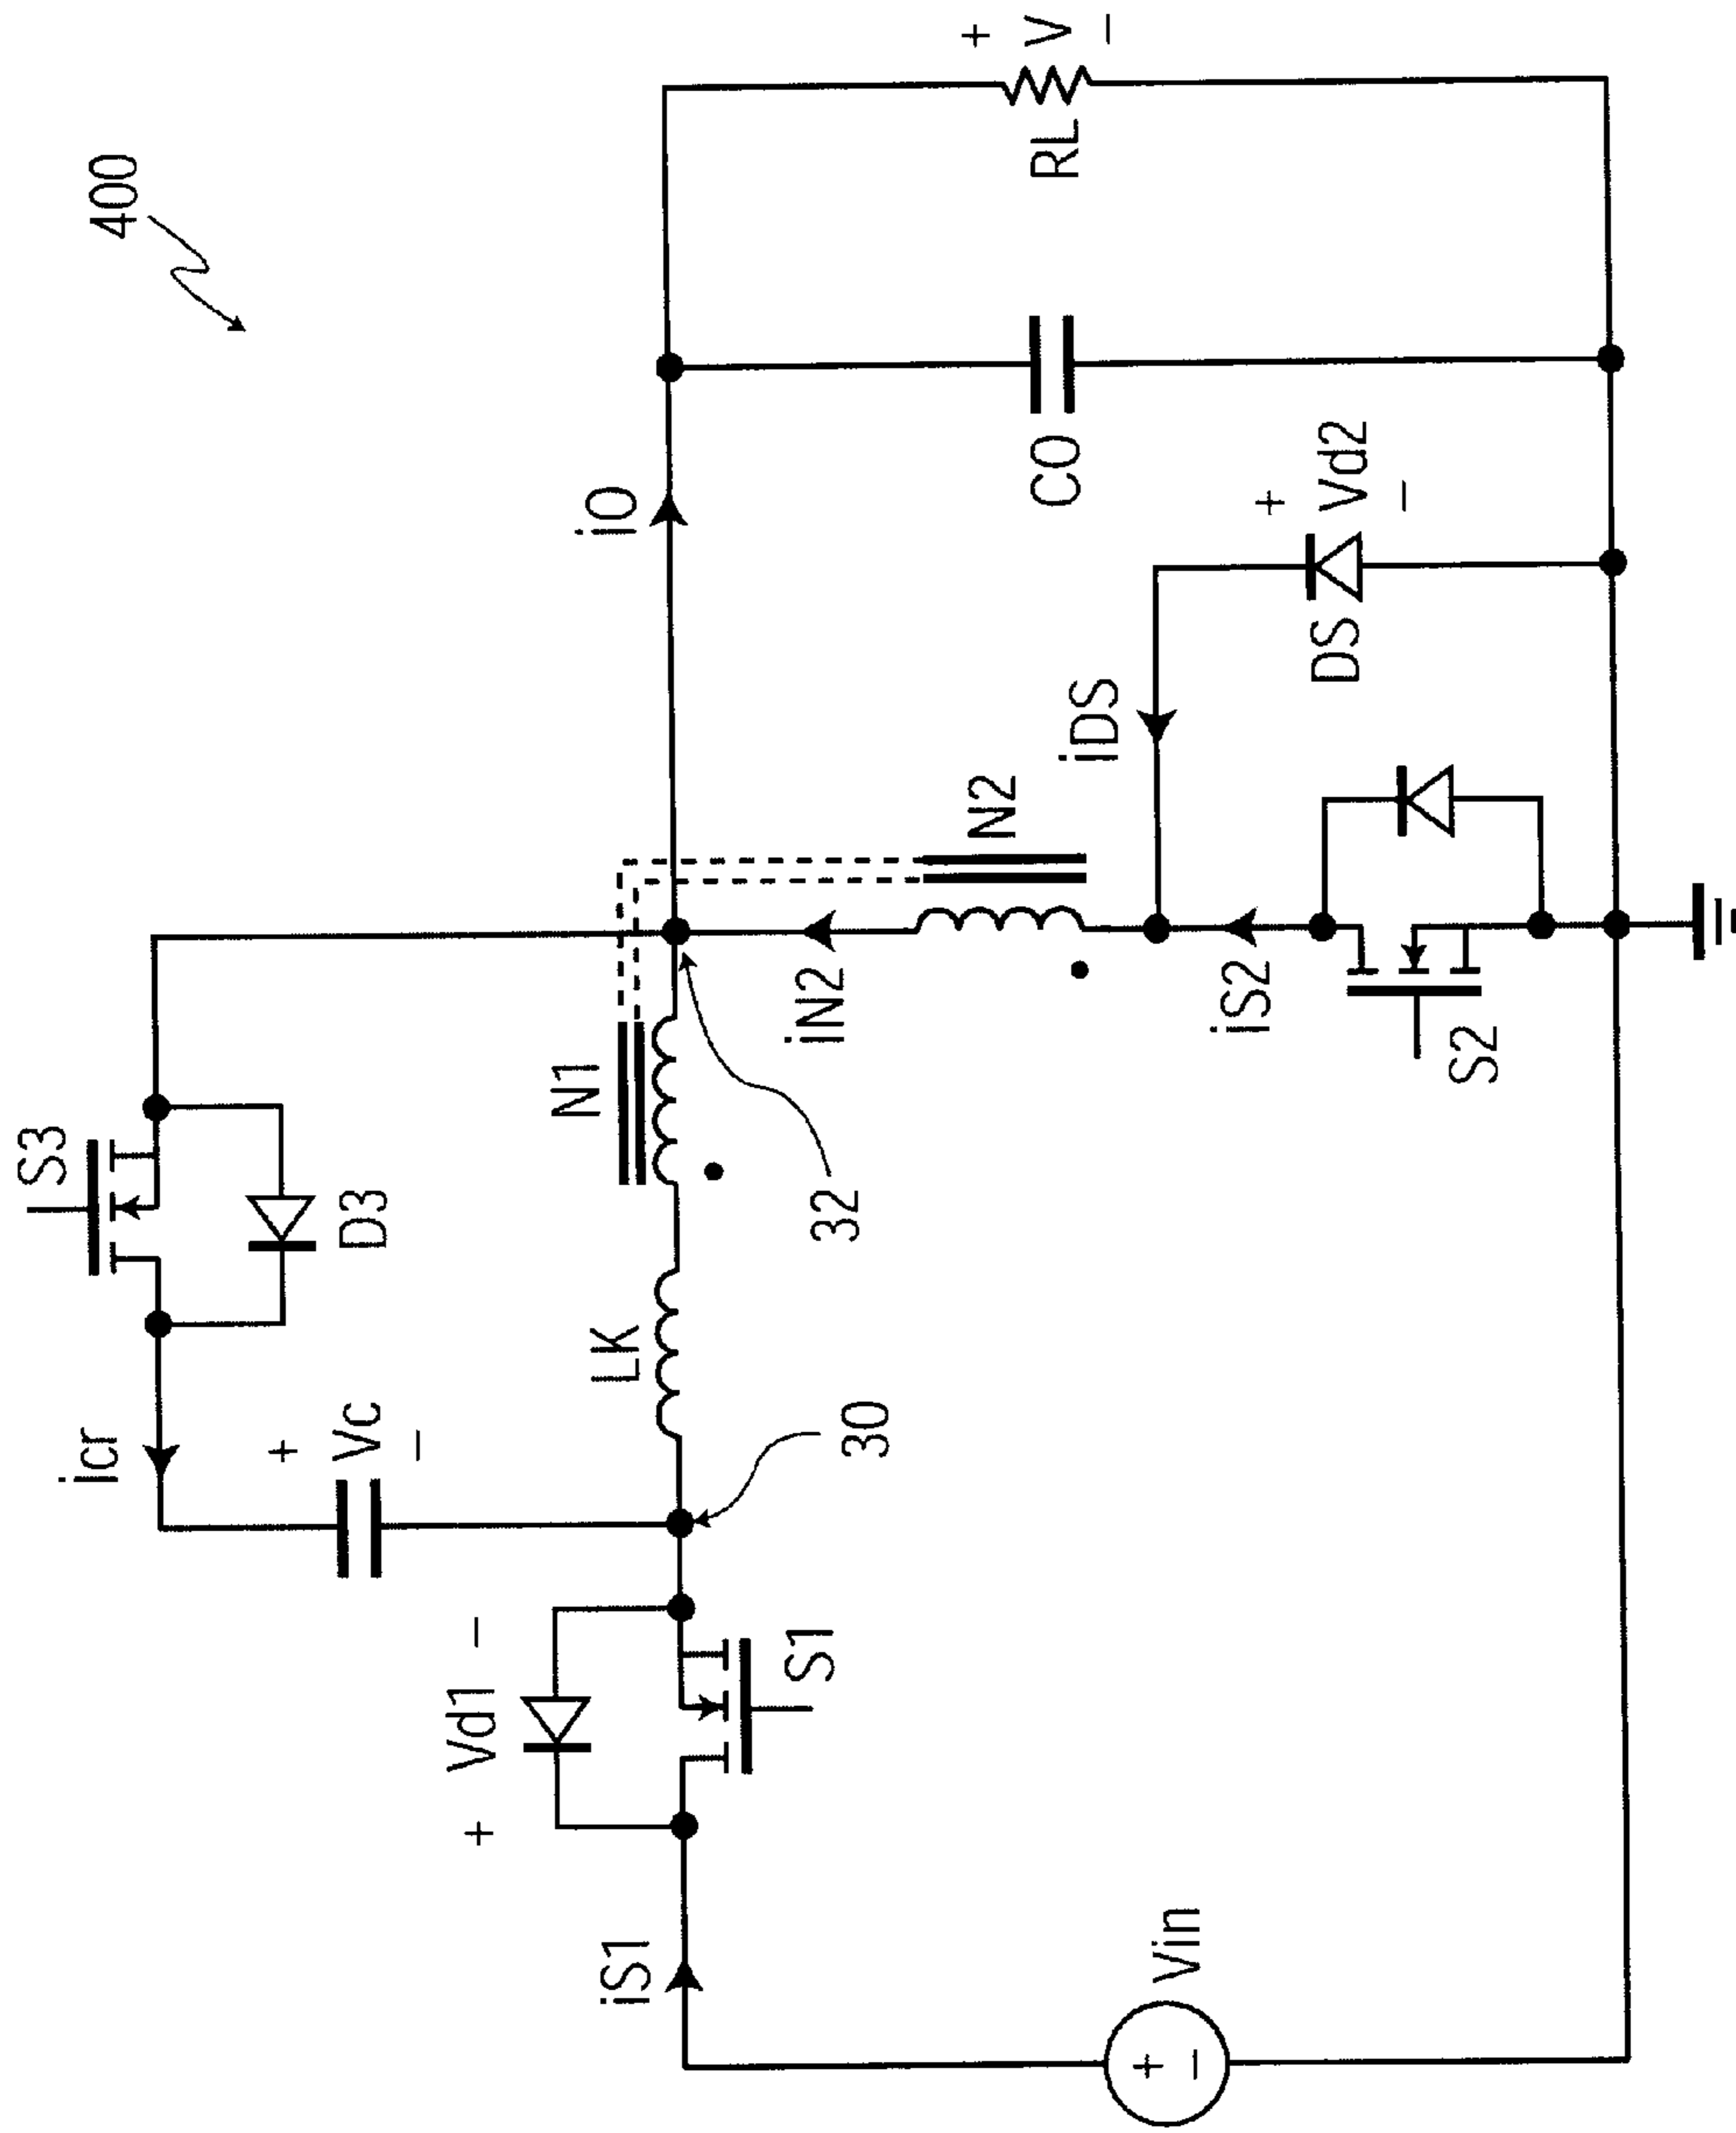 400
S3
D3
icr
+
Vc
−
N1
LK
iO
+
Vd1
−
iS1
S1
30
32
iN2
N2
iDS
iS2
S2
DS
+
Vd2
−
CO
RL
+
V
−
Vin
+
−